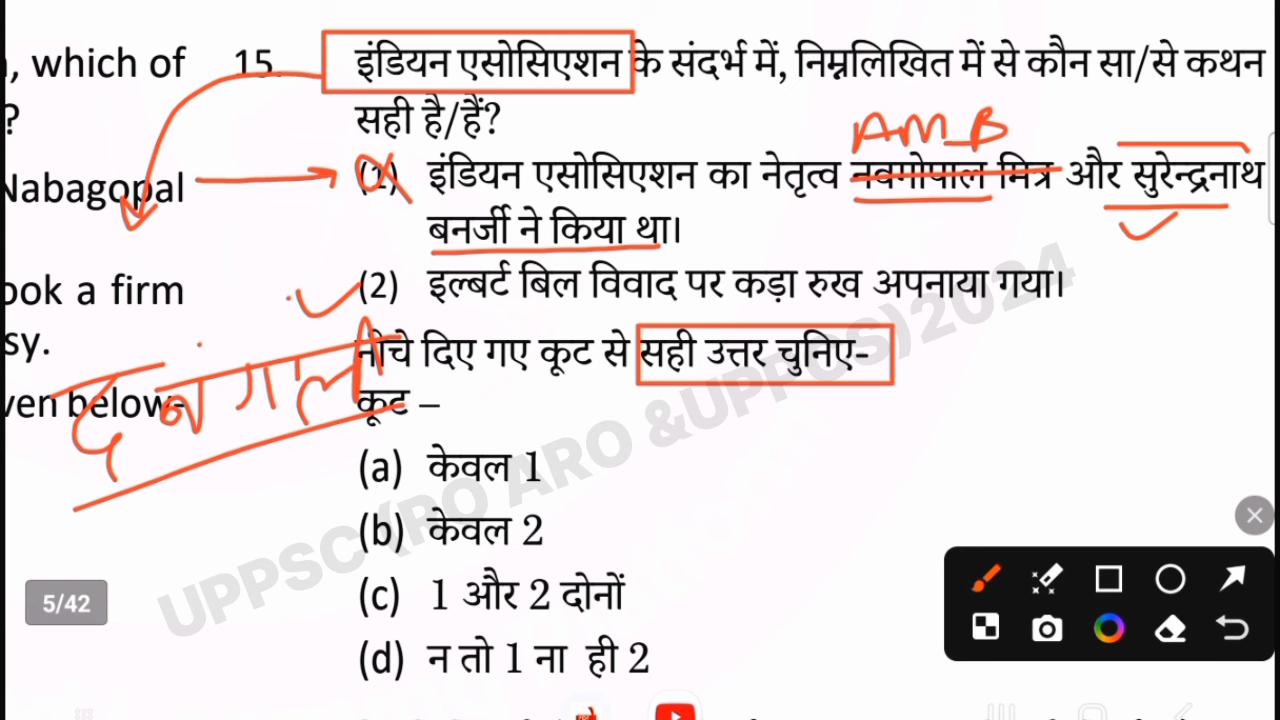 , which of
?
Nabagopal
ook a firm
sy.
ven below-
15. इंडियन एसोसिएशन के संदर्भ में, निम्नलिखित में से कौन सा/से कथन
सही है/हैं?
AM B
(1) इंडियन एसोसिएशन का नेतृत्व नवगोपाल मित्र और सुरेन्द्रनाथ
बनर्जी ने किया था।
(2) इल्बर्ट बिल विवाद पर कड़ा रुख अपनाया गया।
नीचे दिए गए कूट से सही उत्तर चुनिए-
कूट –
(a) केवल 1
(b) केवल 2
(c) 1 और 2 दोनों
(d) न तो 1 ना ही 2
UPPSC (RO ARO &UPPCS)2024
5/42